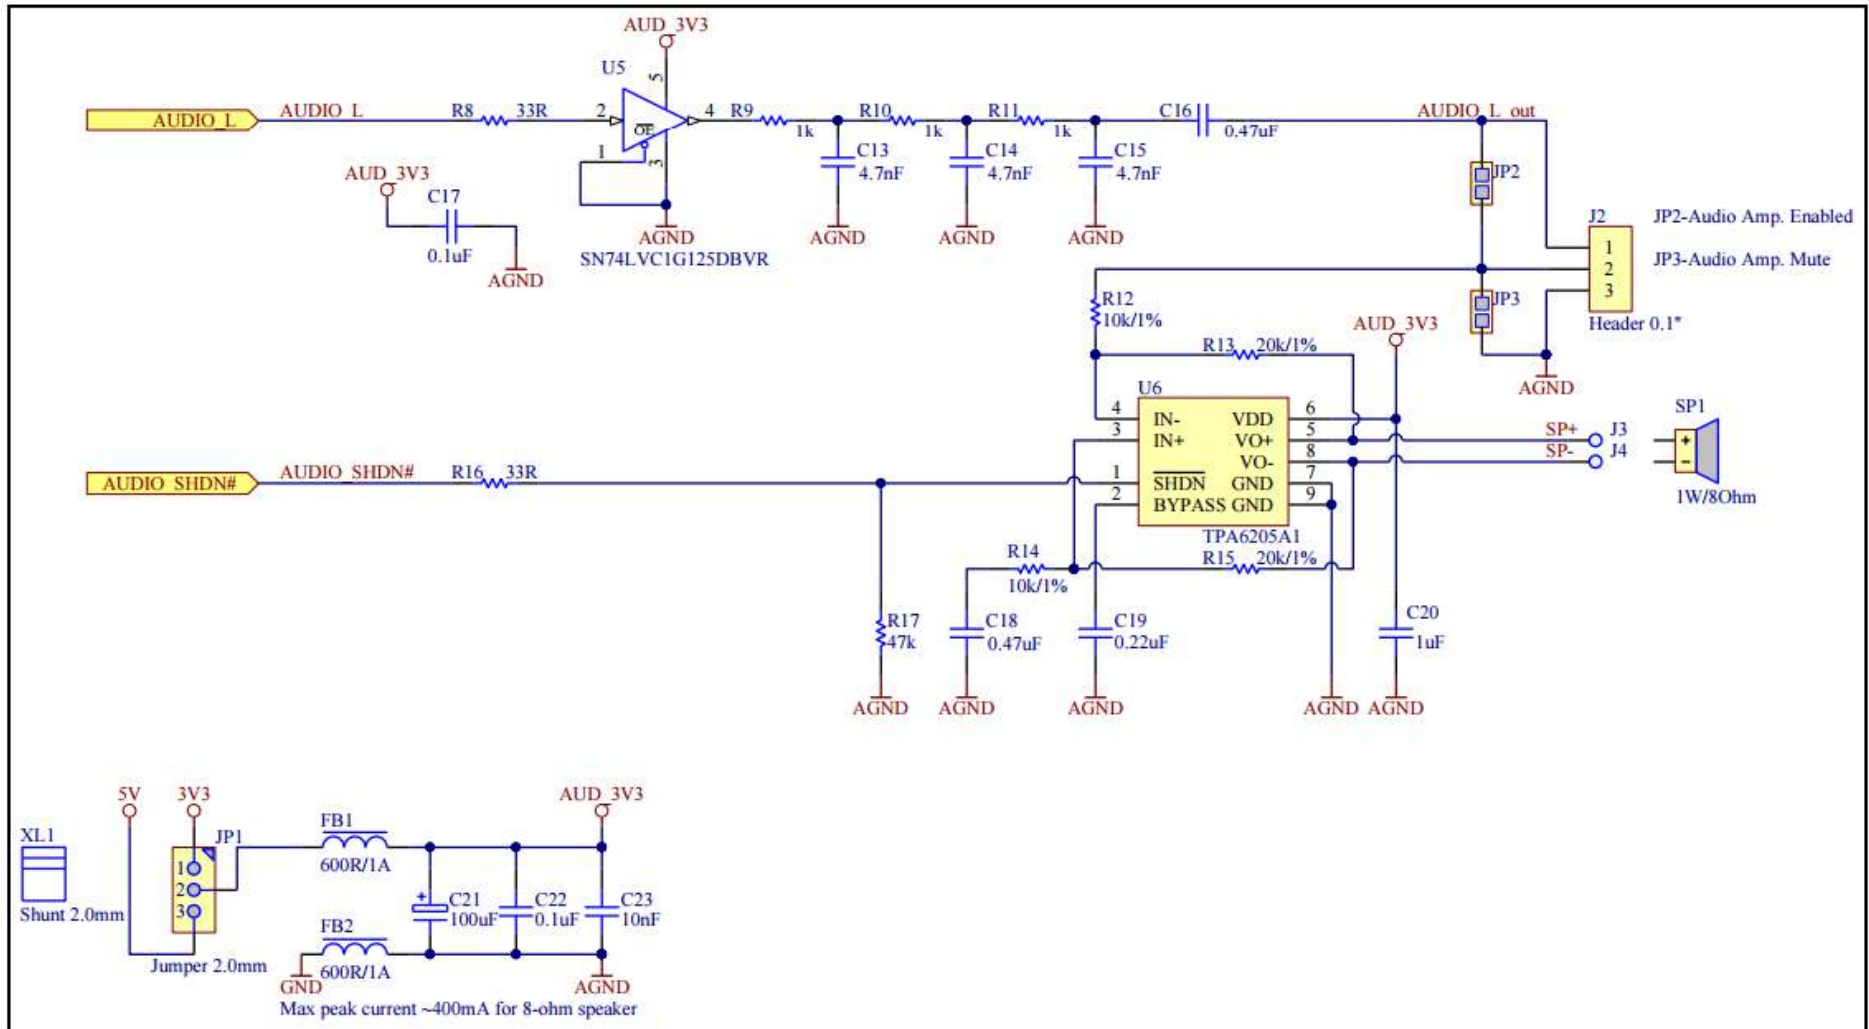 AUD_3V3
U5
5
AUDIO_L
AUDIO_L
R8
33R
2
OE
4
1
3
R9
1k
R10
1k
R11
1k
C16
0.47uF
AUDIO_L_out
C13
4.7nF
C14
4.7nF
C15
4.7nF
AUD_3V3
C17
0.1uF
AGND
AGND
SN74LVC1G125DBVR
AGND
AGND
AGND
JP2
J2
JP2-Audio Amp. Enabled
1
2
3
JP3-Audio Amp. Mute
JP3
Header 0.1"
AGND
R12
10k/1%
AUD_3V3
R13
20k/1%
U6
4
IN-
VDD
6
3
IN+
VO+
5
VO-
8
1
SHDN
GND
7
2
BYPASS
GND
9
TPA6205A1
SP+
J3
SP-
J4
SP1
+
-
1W/8Ohm
AUDIO_SHDN#
AUDIO_SHDN#
R16
33R
R14
10k/1%
R15
20k/1%
R17
47k
C18
0.47uF
C19
0.22uF
C20
1uF
AGND
AGND
AGND
AGND
AGND
5V
3V3
XL1
Shunt 2.0mm
JP1
1
2
3
Jumper 2.0mm
FB1
600R/1A
AUD_3V3
+
C21
100uF
C22
0.1uF
C23
10nF
FB2
600R/1A
GND
AGND
Max peak current ~400mA for 8-ohm speaker